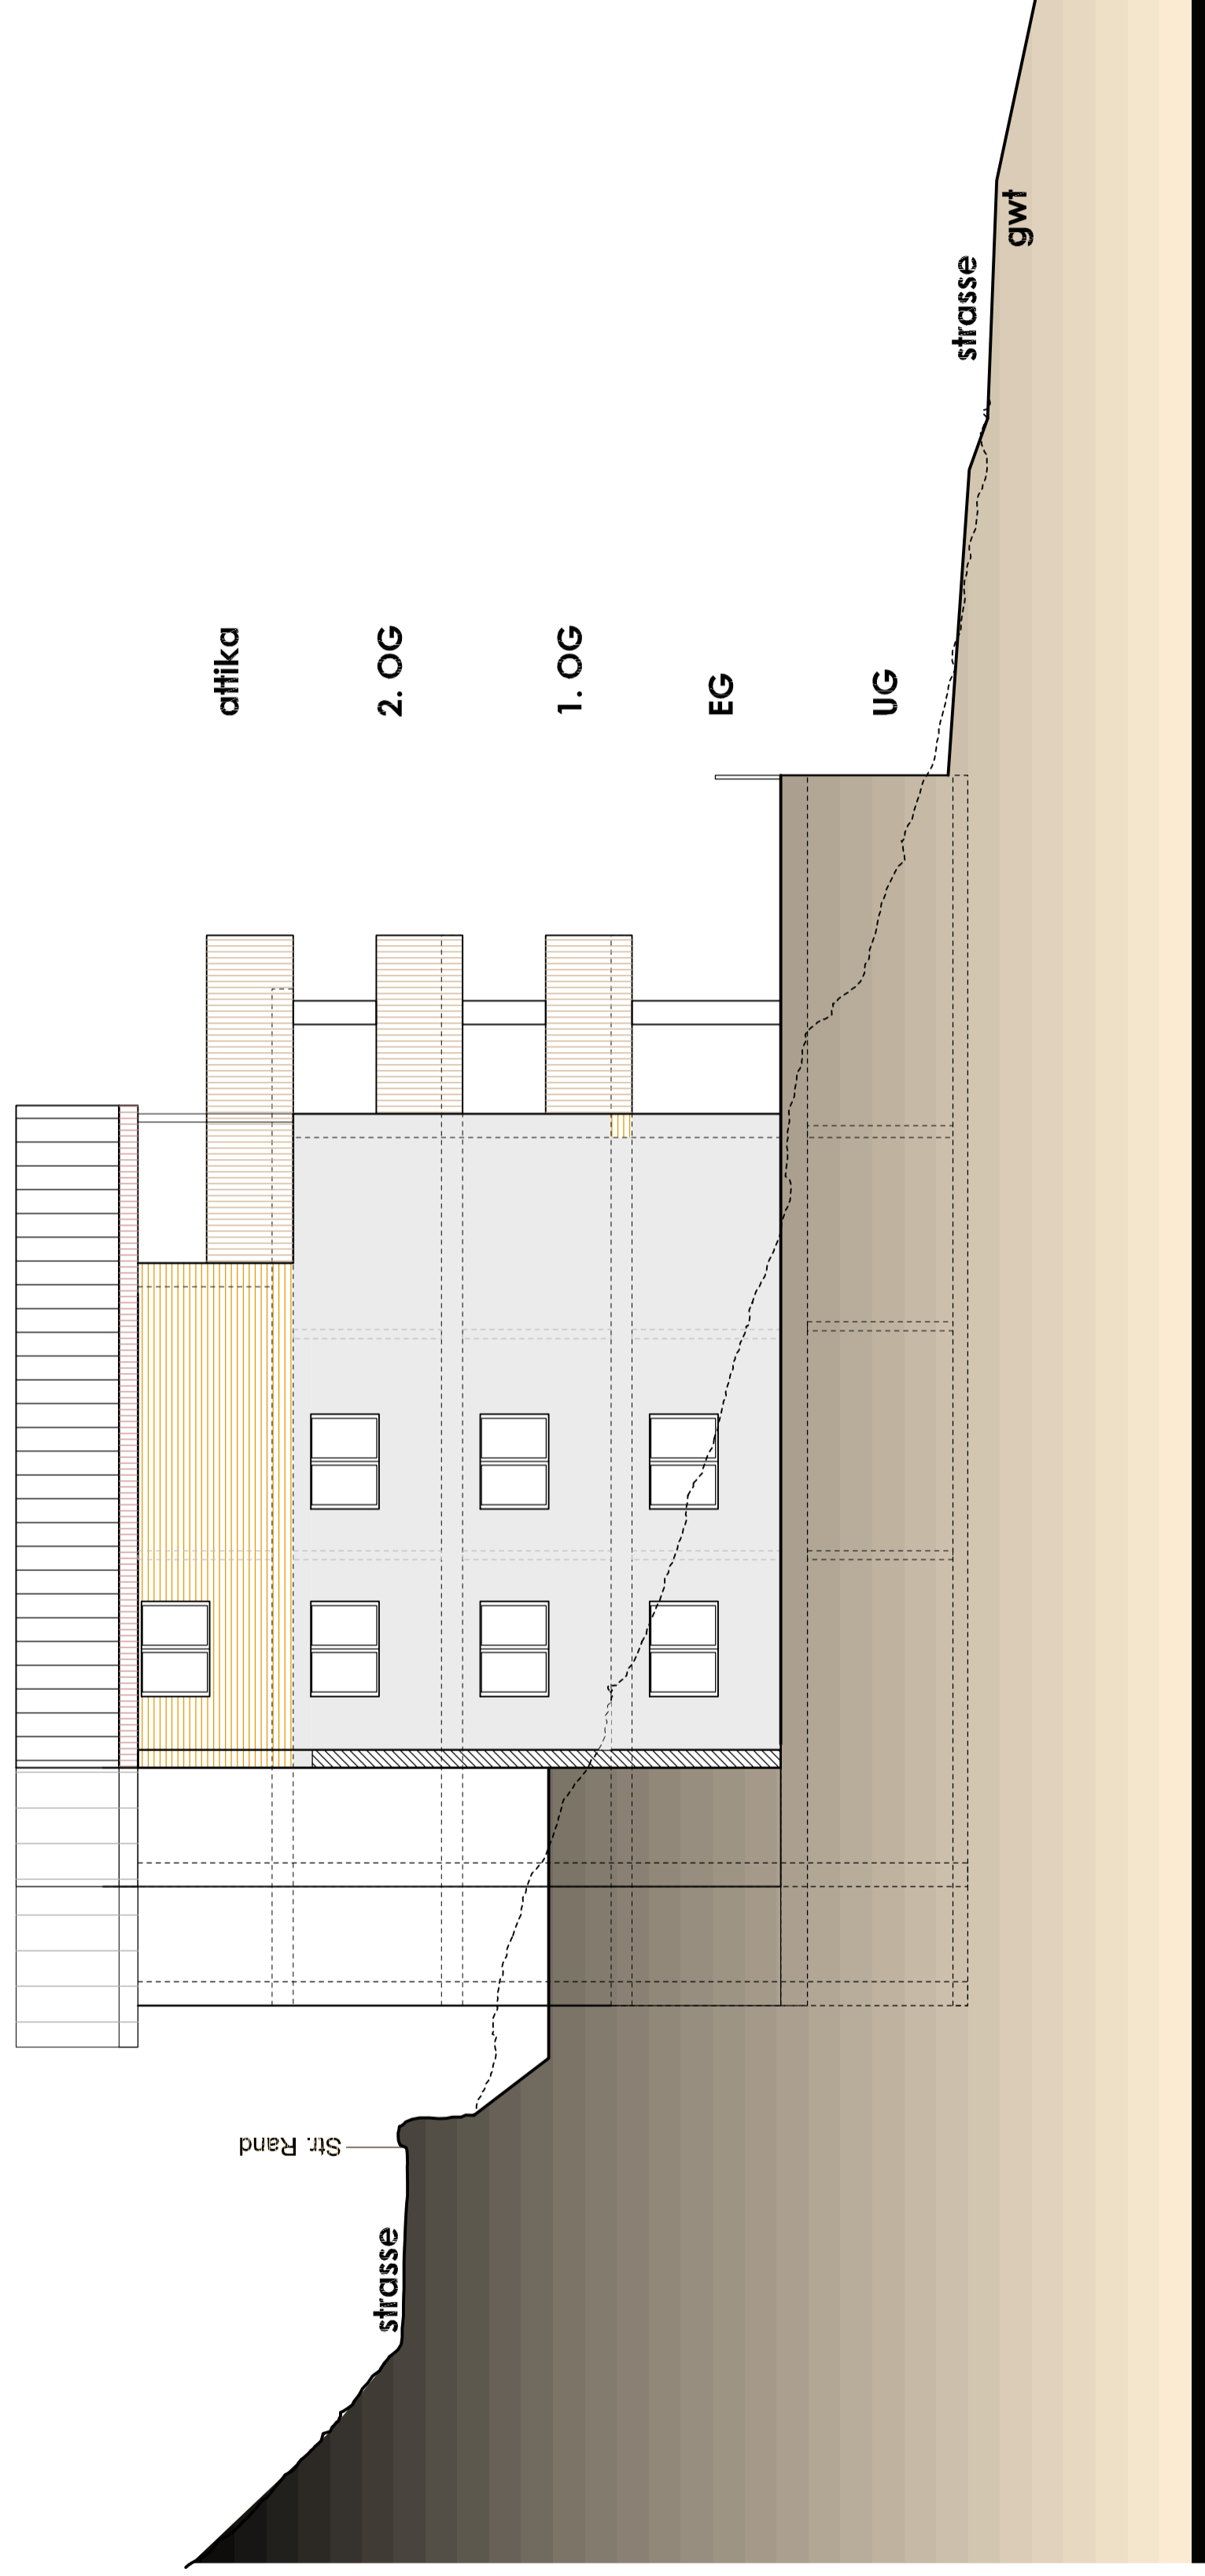 attika
2. OG
1. OG
EG
UG
strasse
gwt
Str. Rand
strasse